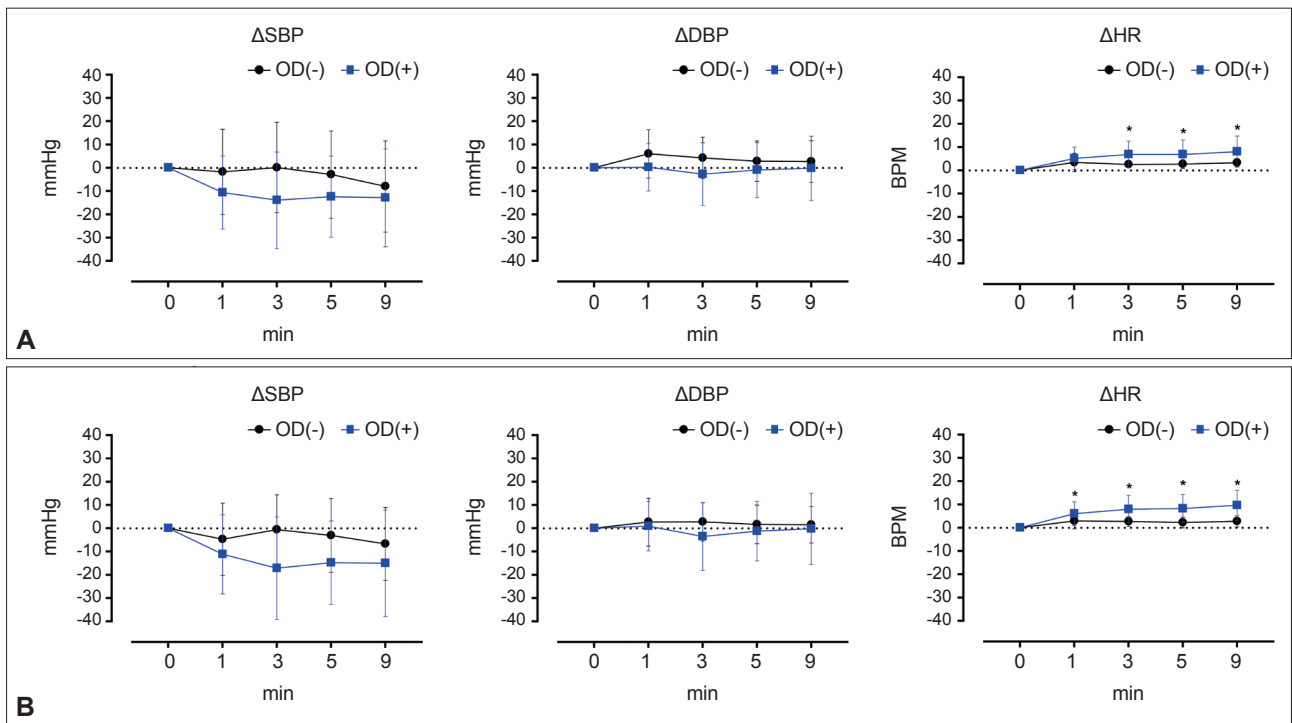 ΔSBP
OD(-) OD(+)
mmHg
40
30
20
10
0
-10
-20
-30
-40
0 1 3 5 9
min
ΔDBP
OD(-) OD(+)
mmHg
40
30
20
10
0
-10
-20
-30
-40
0 1 3 5 9
min
ΔHR
OD(-) OD(+)
BPM
40
30
20
10
0
-10
-20
-30
-40
* * *
0 1 3 5 9
min
A
ΔSBP
OD(-) OD(+)
mmHg
40
30
20
10
0
-10
-20
-30
-40
0 1 3 5 9
min
ΔDBP
OD(-) OD(+)
mmHg
40
30
20
10
0
-10
-20
-30
-40
0 1 3 5 9
min
ΔHR
OD(-) OD(+)
BPM
40
30
20
10
0
-10
-20
-30
-40
* * * *
0 1 3 5 9
min
B